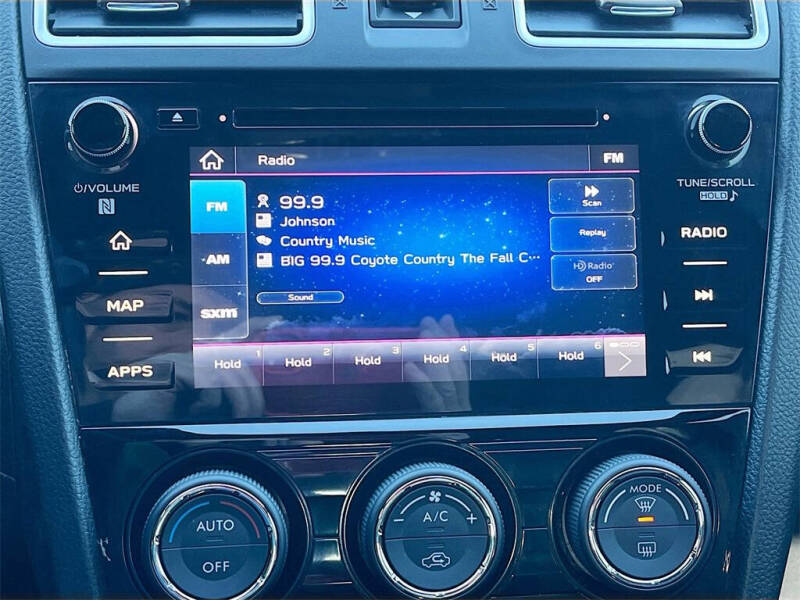 Radio FM
VOLUME
TUNE/SCROLL
HOLD
FM
99.9
Scan
Johnson
RADIO
Country Music
Replay
AM
BIG 99.9 Coyote Country The Fall C...
HD Radio
OFF
MAP
sxm
Sound
1 2 3 4 5 6
Hold Hold Hold Hold Hold Hold
APPS
AUTO
OFF
- A/C +
MODE